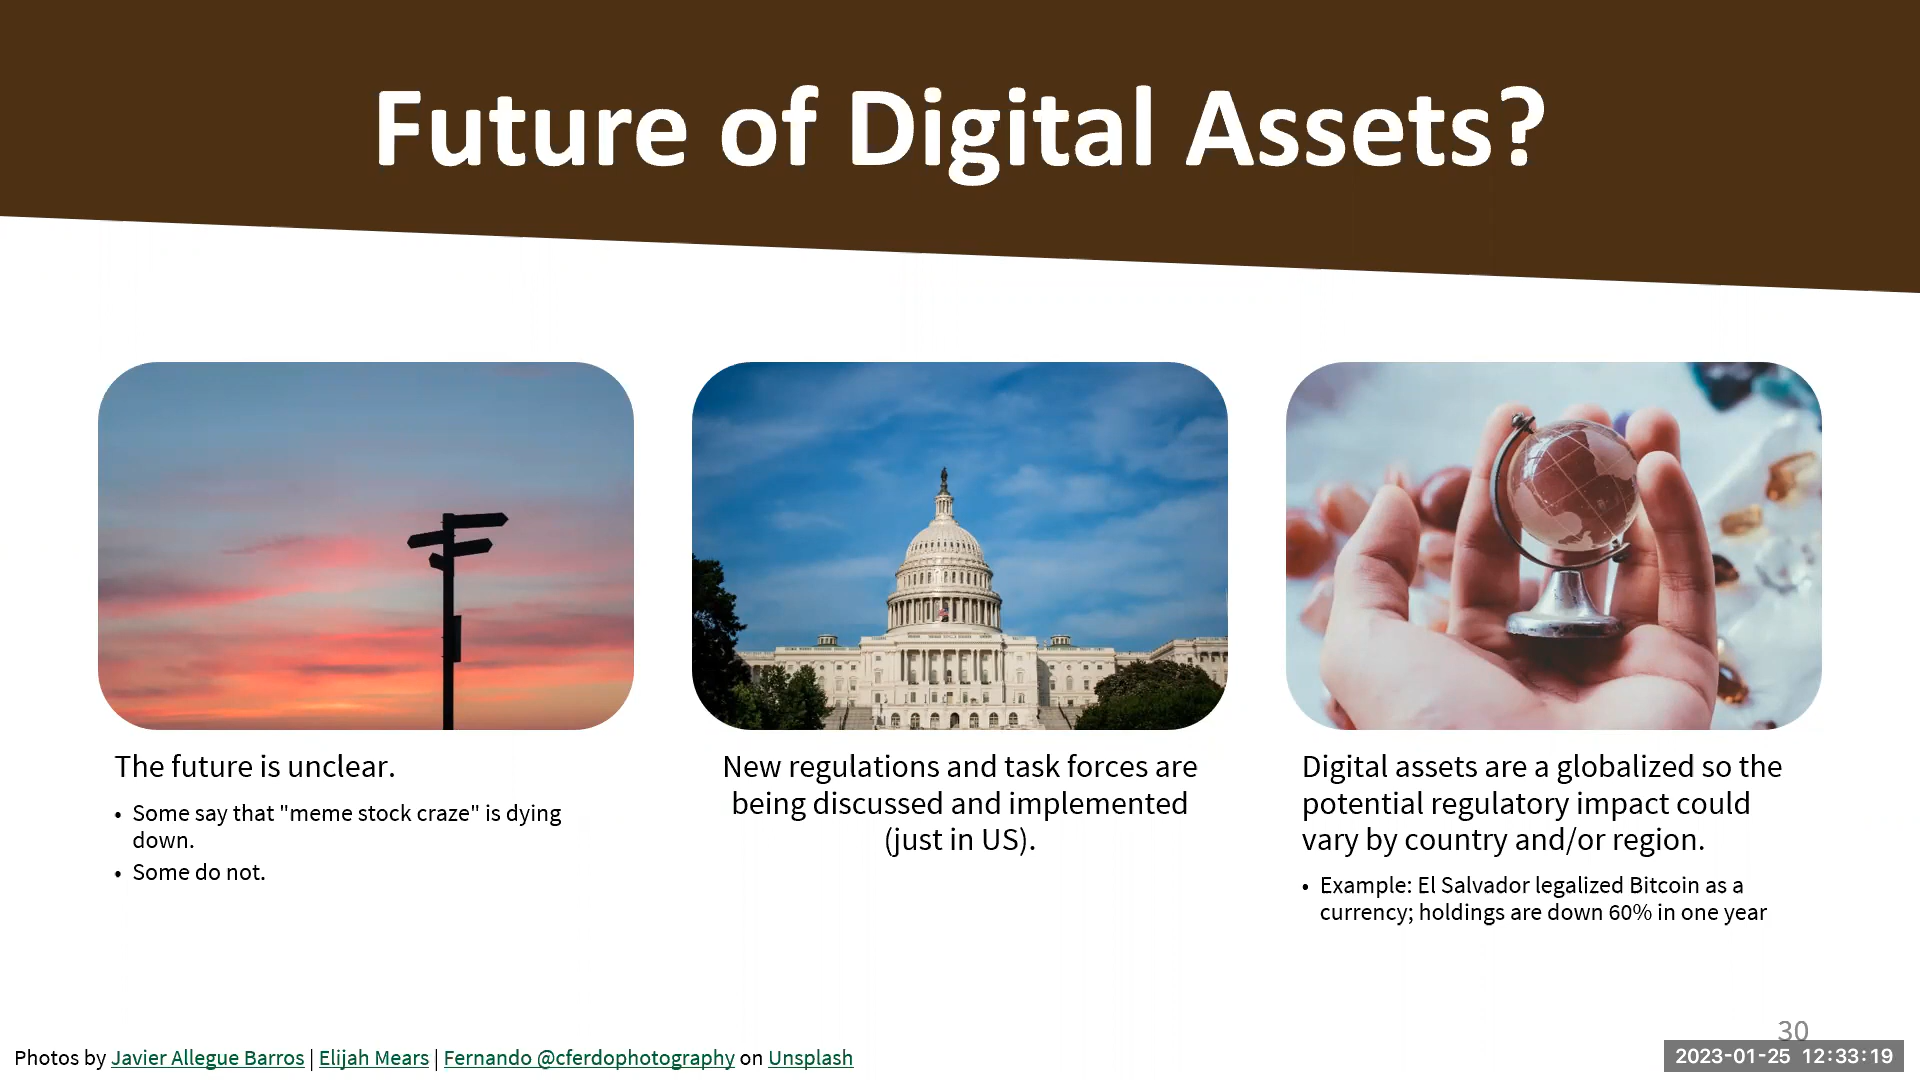 Future of Digital Assets?
The future is unclear.
• Some say that "meme stock craze" is dying
down.
• Some do not.
New regulations and task forces are
being discussed and implemented
(just in US).
Digital assets are a globalized so the
potential regulatory impact could
vary by country and/or region.
• Example: El Salvador legalized Bitcoin as a
currency; holdings are down 60% in one year
30
Photos by Javier Allegue Barros | Elijah Mears | Fernando @cferdophotography on Unsplash
2023-01-25 12:33:19